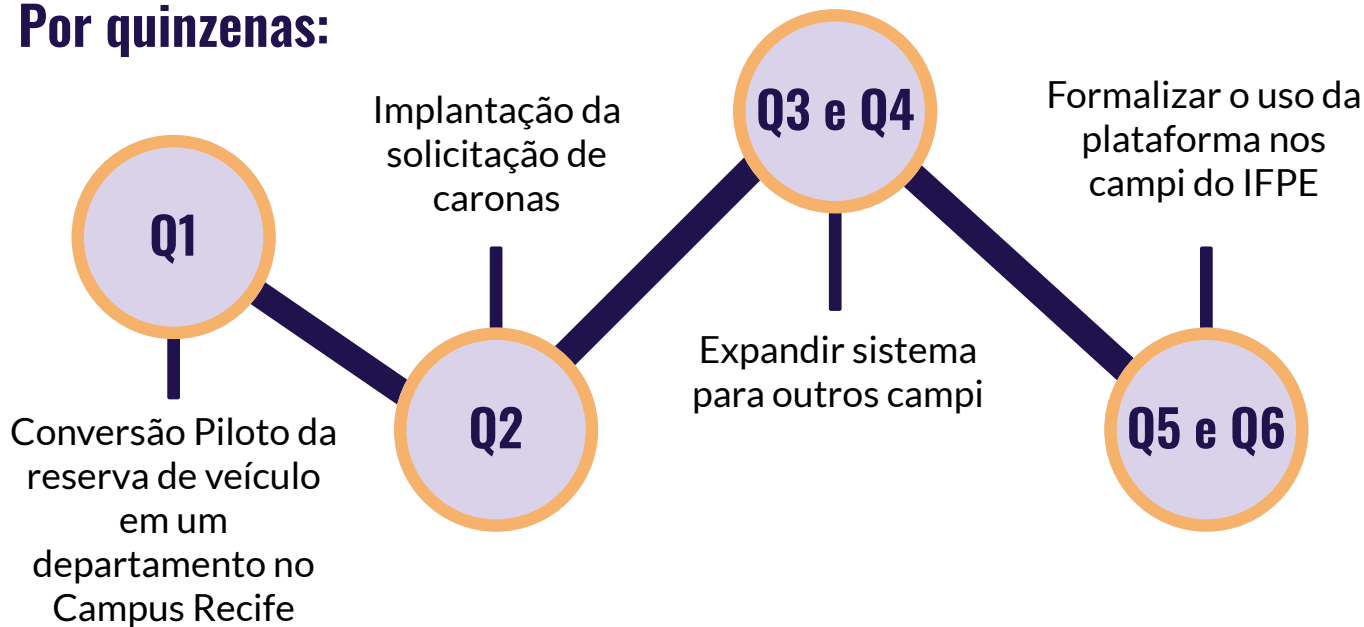 Por quinzenas:
Q1
Conversão Piloto da
reserva de veículo
em um
departamento no
Campus Recife
Implantação da
solicitação de
caronas
Q2
Q3 e Q4
Expandir sistema
para outros campi
Formalizar o uso da
plataforma nos
campi do IFPE
Q5 e Q6